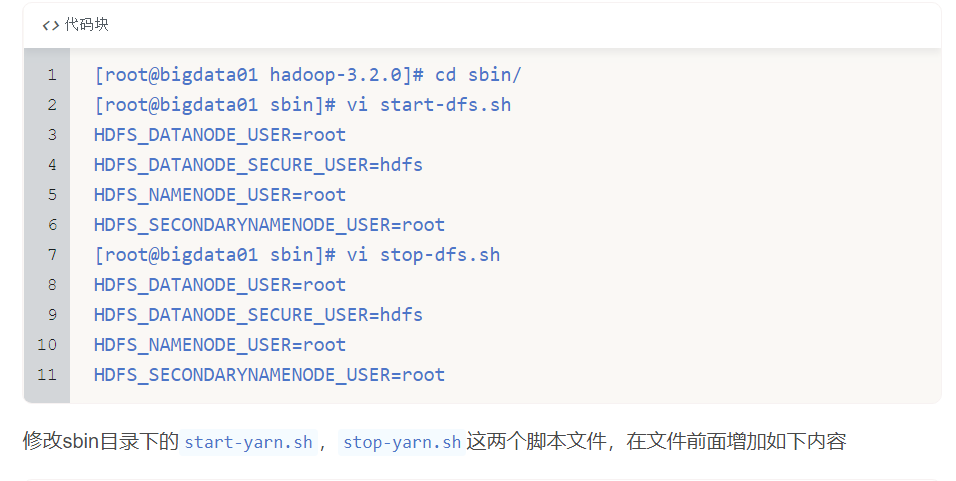 <> 代码块
1 [root@bigdata01 hadoop-3.2.0]# cd sbin/
2 [root@bigdata01 sbin]# vi start-dfs.sh
3 HDFS_DATANODE_USER=root
4 HDFS_DATANODE_SECURE_USER=hdfs
5 HDFS_NAMENODE_USER=root
6 HDFS_SECONDARYNAMENODE_USER=root
7 [root@bigdata01 sbin]# vi stop-dfs.sh
8 HDFS_DATANODE_USER=root
9 HDFS_DATANODE_SECURE_USER=hdfs
10 HDFS_NAMENODE_USER=root
11 HDFS_SECONDARYNAMENODE_USER=root
修改sbin目录下的 start-yarn.sh ， stop-yarn.sh 这两个脚本文件，在文件前面增加如下内容